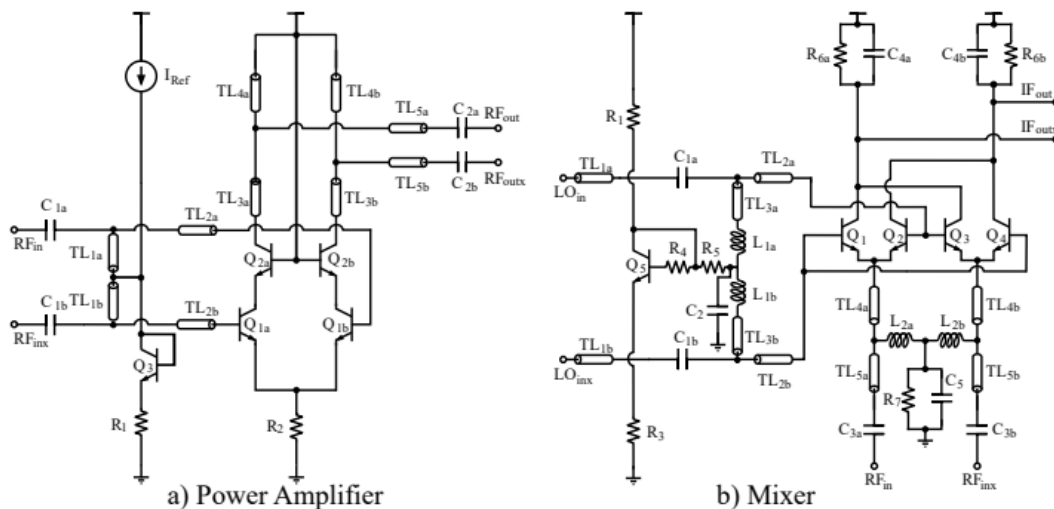 I_Ref
TL_4a
TL_4b
TL_5a
C_2a
RF_out
TL_5b
C_2b
RF_outx
TL_3a
TL_3b
C_1a
TL_2a
RF_in
TL_1a
Q_2a
Q_2b
C_1b
TL_1b
TL_2b
RF_inx
Q_1a
Q_1b
Q_3
R_1
R_2
a) Power Amplifier
R_6a
C_4a
C_4b
R_6b
IF_out
IF_outx
R_1
TL_1a
C_1a
TL_2a
LO_in
TL_3a
Q_1
Q_2
Q_3
Q_4
L_1a
Q_5
R_4
R_5
C_2
L_1b
TL_4a
TL_4b
L_2a
L_2b
TL_1b
C_1b
TL_3b
LO_inx
TL_2b
TL_5a
R_7
C_5
TL_5b
R_3
C_3a
C_3b
RF_in
RF_inx
b) Mixer